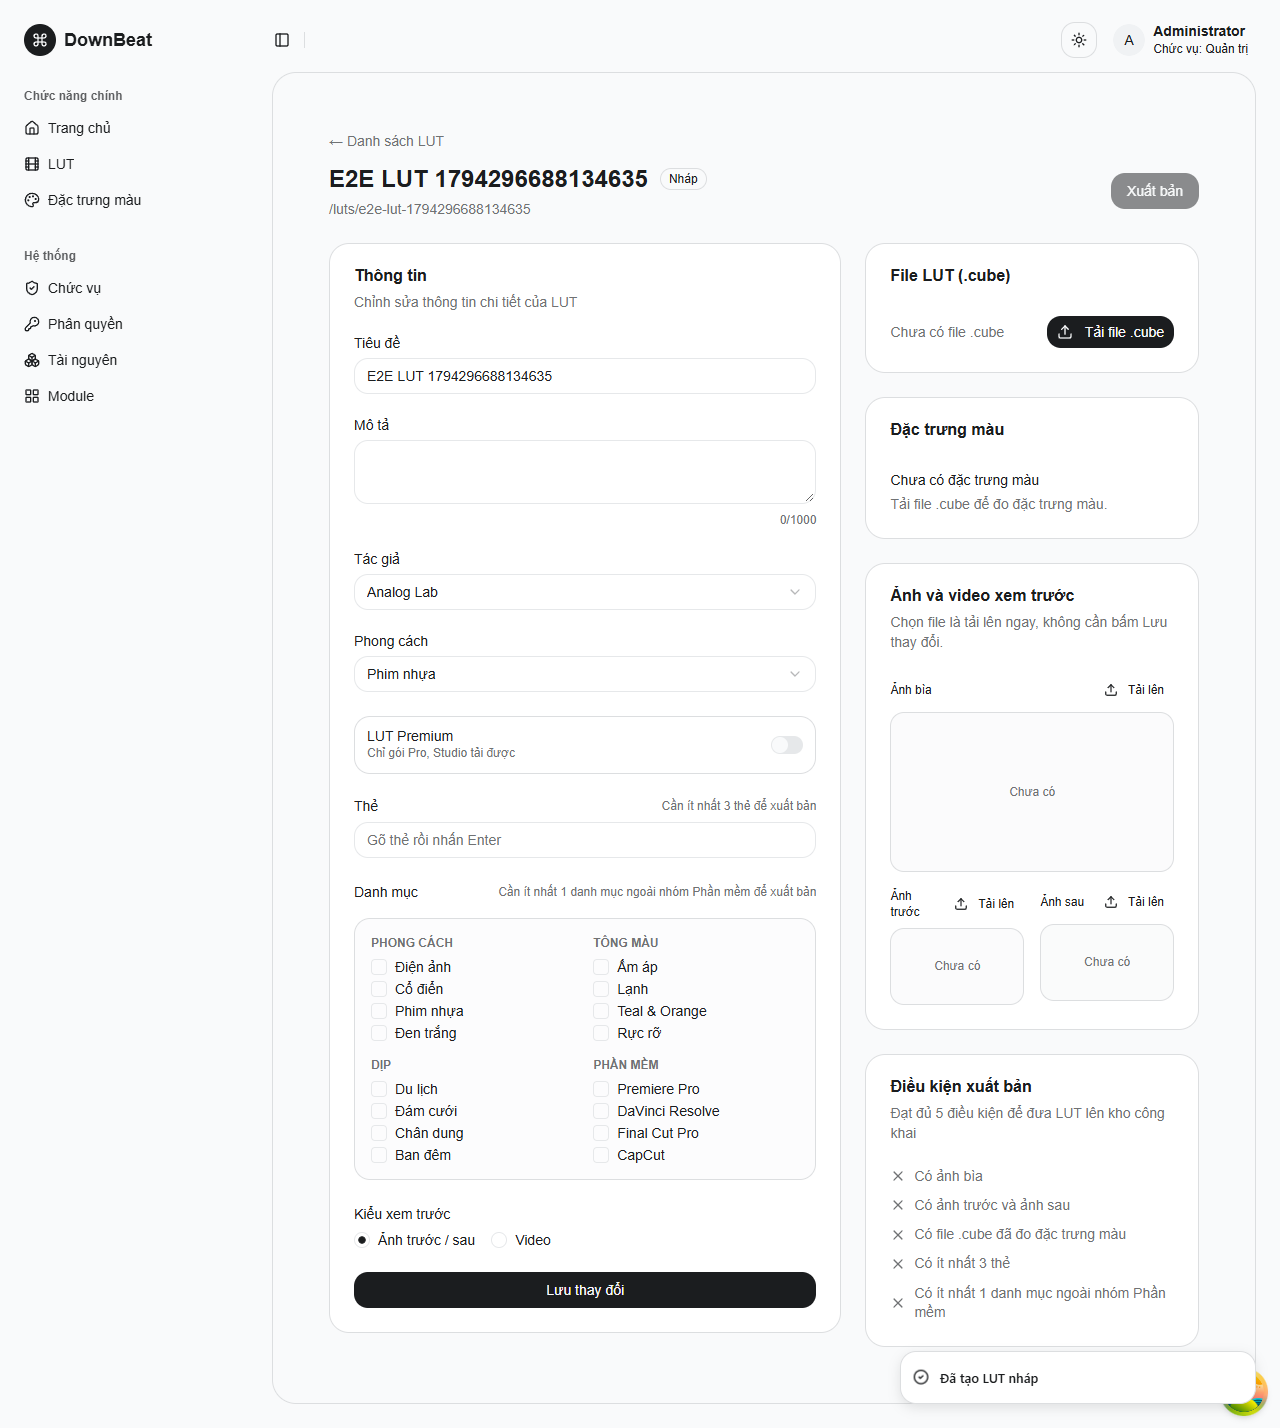 DownBeat
Administrator
A
Chức vụ: Quản trị
Chức năng chính
Trang chủ
LUT
Đặc trưng màu
Hệ thống
Chức vụ
Phân quyền
Tài nguyên
Module
← Danh sách LUT
E2E LUT 1794296688134635
Nháp
/luts/e2e-lut-1794296688134635
Xuất bản
Thông tin
Chỉnh sửa thông tin chi tiết của LUT
Tiêu đề
E2E LUT 1794296688134635
Mô tả
0/1000
Tác giả
Analog Lab
Phong cách
Phim nhựa
LUT Premium
Chỉ gói Pro, Studio tải được
Thẻ
Cần ít nhất 3 thẻ để xuất bản
Gõ thẻ rồi nhấn Enter
Danh mục
Cần ít nhất 1 danh mục ngoài nhóm Phần mềm để xuất bản
PHONG CÁCH
Điện ảnh
Cổ điển
Phim nhựa
Đen trắng
TÔNG MÀU
Ấm áp
Lạnh
Teal & Orange
Rực rỡ
DỊP
Du lịch
Đám cưới
Chân dung
Ban đêm
PHẦN MỀM
Premiere Pro
DaVinci Resolve
Final Cut Pro
CapCut
Kiểu xem trước
Ảnh trước / sau
Video
Lưu thay đổi
File LUT (.cube)
Chưa có file .cube
Tải file .cube
Đặc trưng màu
Chưa có đặc trưng màu
Tải file .cube để đo đặc trưng màu.
Ảnh và video xem trước
Chọn file là tải lên ngay, không cần bấm Lưu
thay đổi.
Ảnh bìa
Tải lên
Chưa có
Ảnh
trước
Tải lên
Chưa có
Ảnh sau
Tải lên
Chưa có
Điều kiện xuất bản
Đạt đủ 5 điều kiện để đưa LUT lên kho công
khai
Có ảnh bìa
Có ảnh trước và ảnh sau
Có file .cube đã đo đặc trưng màu
Có ít nhất 3 thẻ
Có ít nhất 1 danh mục ngoài nhóm Phần
mềm
Đã tạo LUT nháp